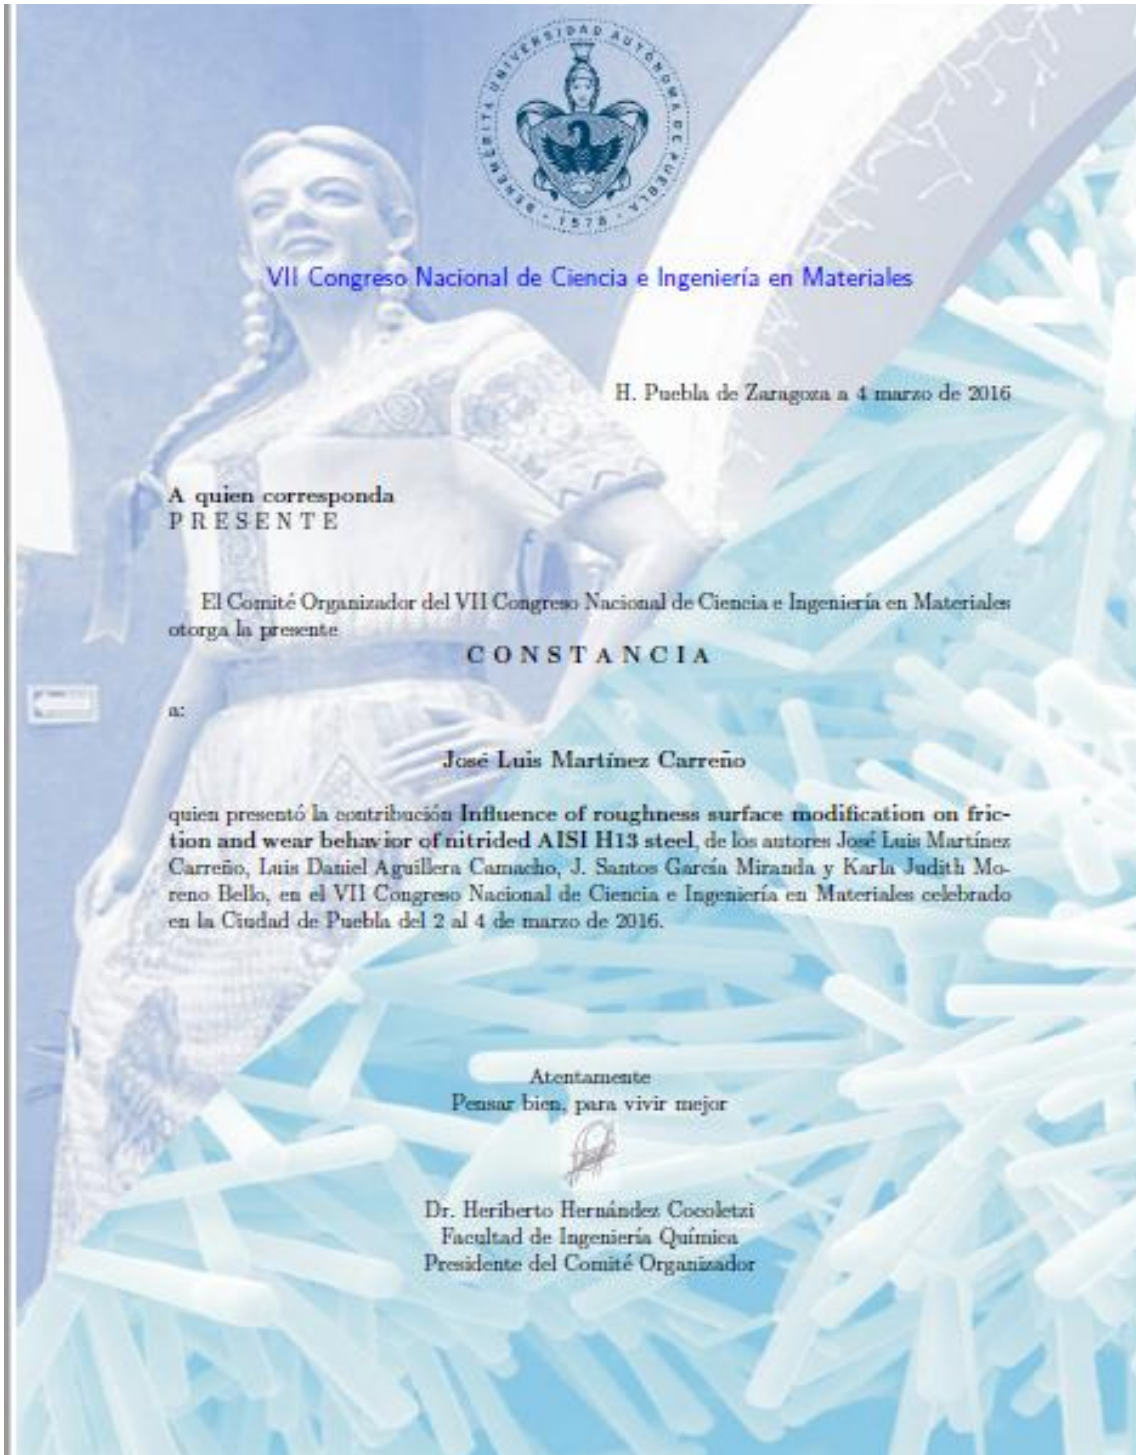 BENEMÉRITA UNIVERSIDAD AUTÓNOMA DE PUEBLA
1578
VII Congreso Nacional de Ciencia e Ingeniería en Materiales
H. Puebla de Zaragoza a 4 marzo de 2016
A quien corresponda
P R E S E N T E
El Comité Organizador del VII Congreso Nacional de Ciencia e Ingeniería en Materiales
otorga la presente
C O N S T A N C I A
a:
José Luis Martínez Carreño
quien presentó la contribución Influence of roughness surface modification on fric-
tion and wear behavior of nitrided AISI H13 steel, de los autores José Luis Martínez
Carreño, Luis Daniel Aguillera Camacho, J. Santos García Miranda y Karla Judith Mo-
reno Bello, en el VII Congreso Nacional de Ciencia e Ingeniería en Materiales celebrado
en la Ciudad de Puebla del 2 al 4 de marzo de 2016.
Atentamente
Pensar bien, para vivir mejor
Dr. Heriberto Hernández Cocoletzi
Facultad de Ingeniería Química
Presidente del Comité Organizador